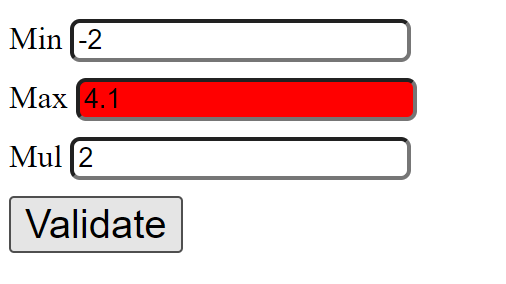 Min -2
Max 4.1
Mul 2
Validate